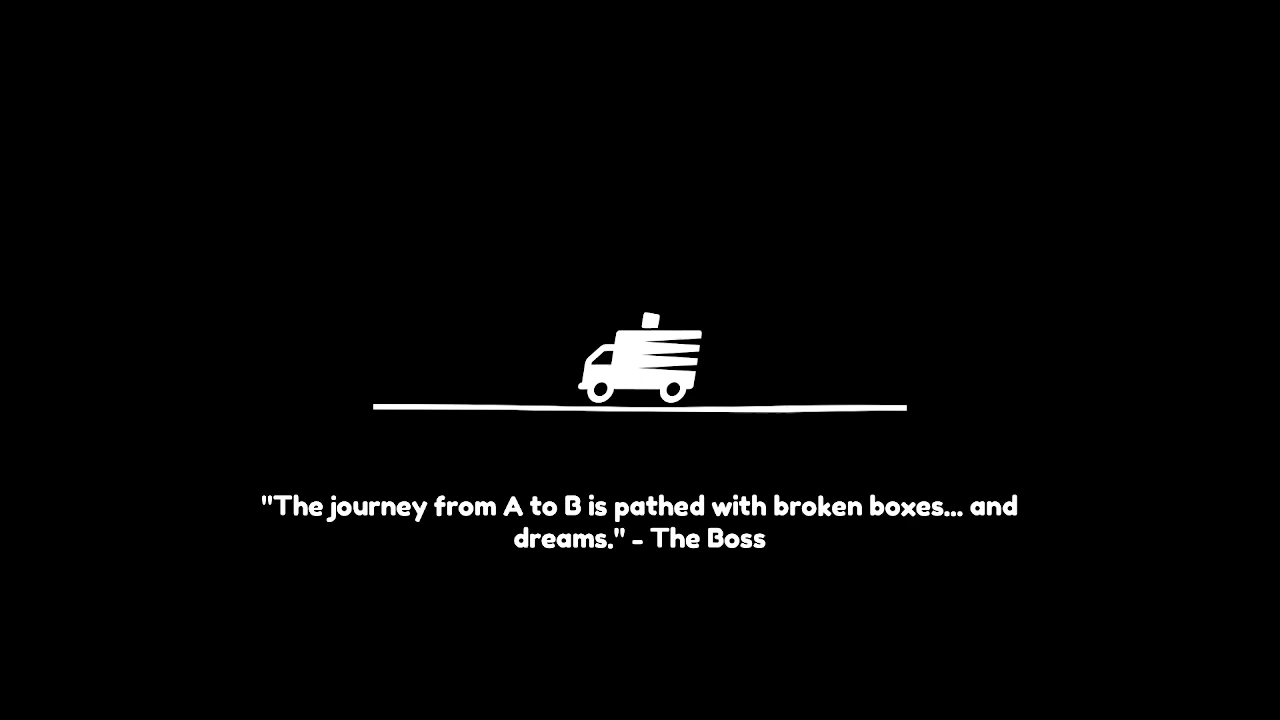 "The journey from A to B is pathed with broken boxes... and
dreams." - The Boss